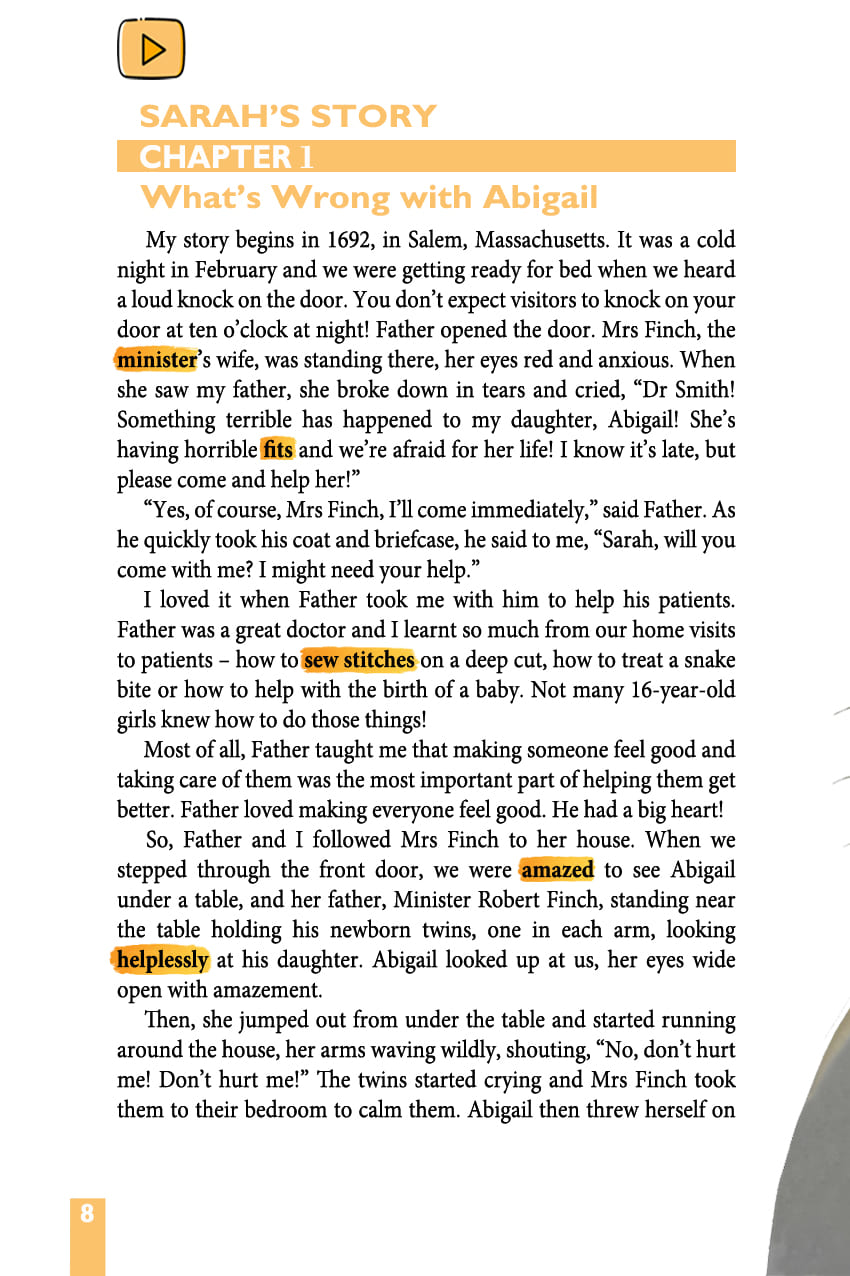 SARAH’S STORY
CHAPTER 1
What’s Wrong with Abigail
My story begins in 1692, in Salem, Massachusetts. It was a cold
night in February and we were getting ready for bed when we heard
a loud knock on the door. You don’t expect visitors to knock on your
door at ten o’clock at night! Father opened the door. Mrs Finch, the
minister’s wife, was standing there, her eyes red and anxious. When
she saw my father, she broke down in tears and cried, “Dr Smith!
Something terrible has happened to my daughter, Abigail! She’s
having horrible fits and we’re afraid for her life! I know it’s late, but
please come and help her!”
“Yes, of course, Mrs Finch, I’ll come immediately,” said Father. As
he quickly took his coat and briefcase, he said to me, “Sarah, will you
come with me? I might need your help.”
I loved it when Father took me with him to help his patients.
Father was a great doctor and I learnt so much from our home visits
to patients – how to sew stitches on a deep cut, how to treat a snake
bite or how to help with the birth of a baby. Not many 16-year-old
girls knew how to do those things!
Most of all, Father taught me that making someone feel good and
taking care of them was the most important part of helping them get
better. Father loved making everyone feel good. He had a big heart!
So, Father and I followed Mrs Finch to her house. When we
stepped through the front door, we were amazed to see Abigail
under a table, and her father, Minister Robert Finch, standing near
the table holding his newborn twins, one in each arm, looking
helplessly at his daughter. Abigail looked up at us, her eyes wide
open with amazement.
Then, she jumped out from under the table and started running
around the house, her arms waving wildly, shouting, “No, don’t hurt
me! Don’t hurt me!” The twins started crying and Mrs Finch took
them to their bedroom to calm them. Abigail then threw herself on
8